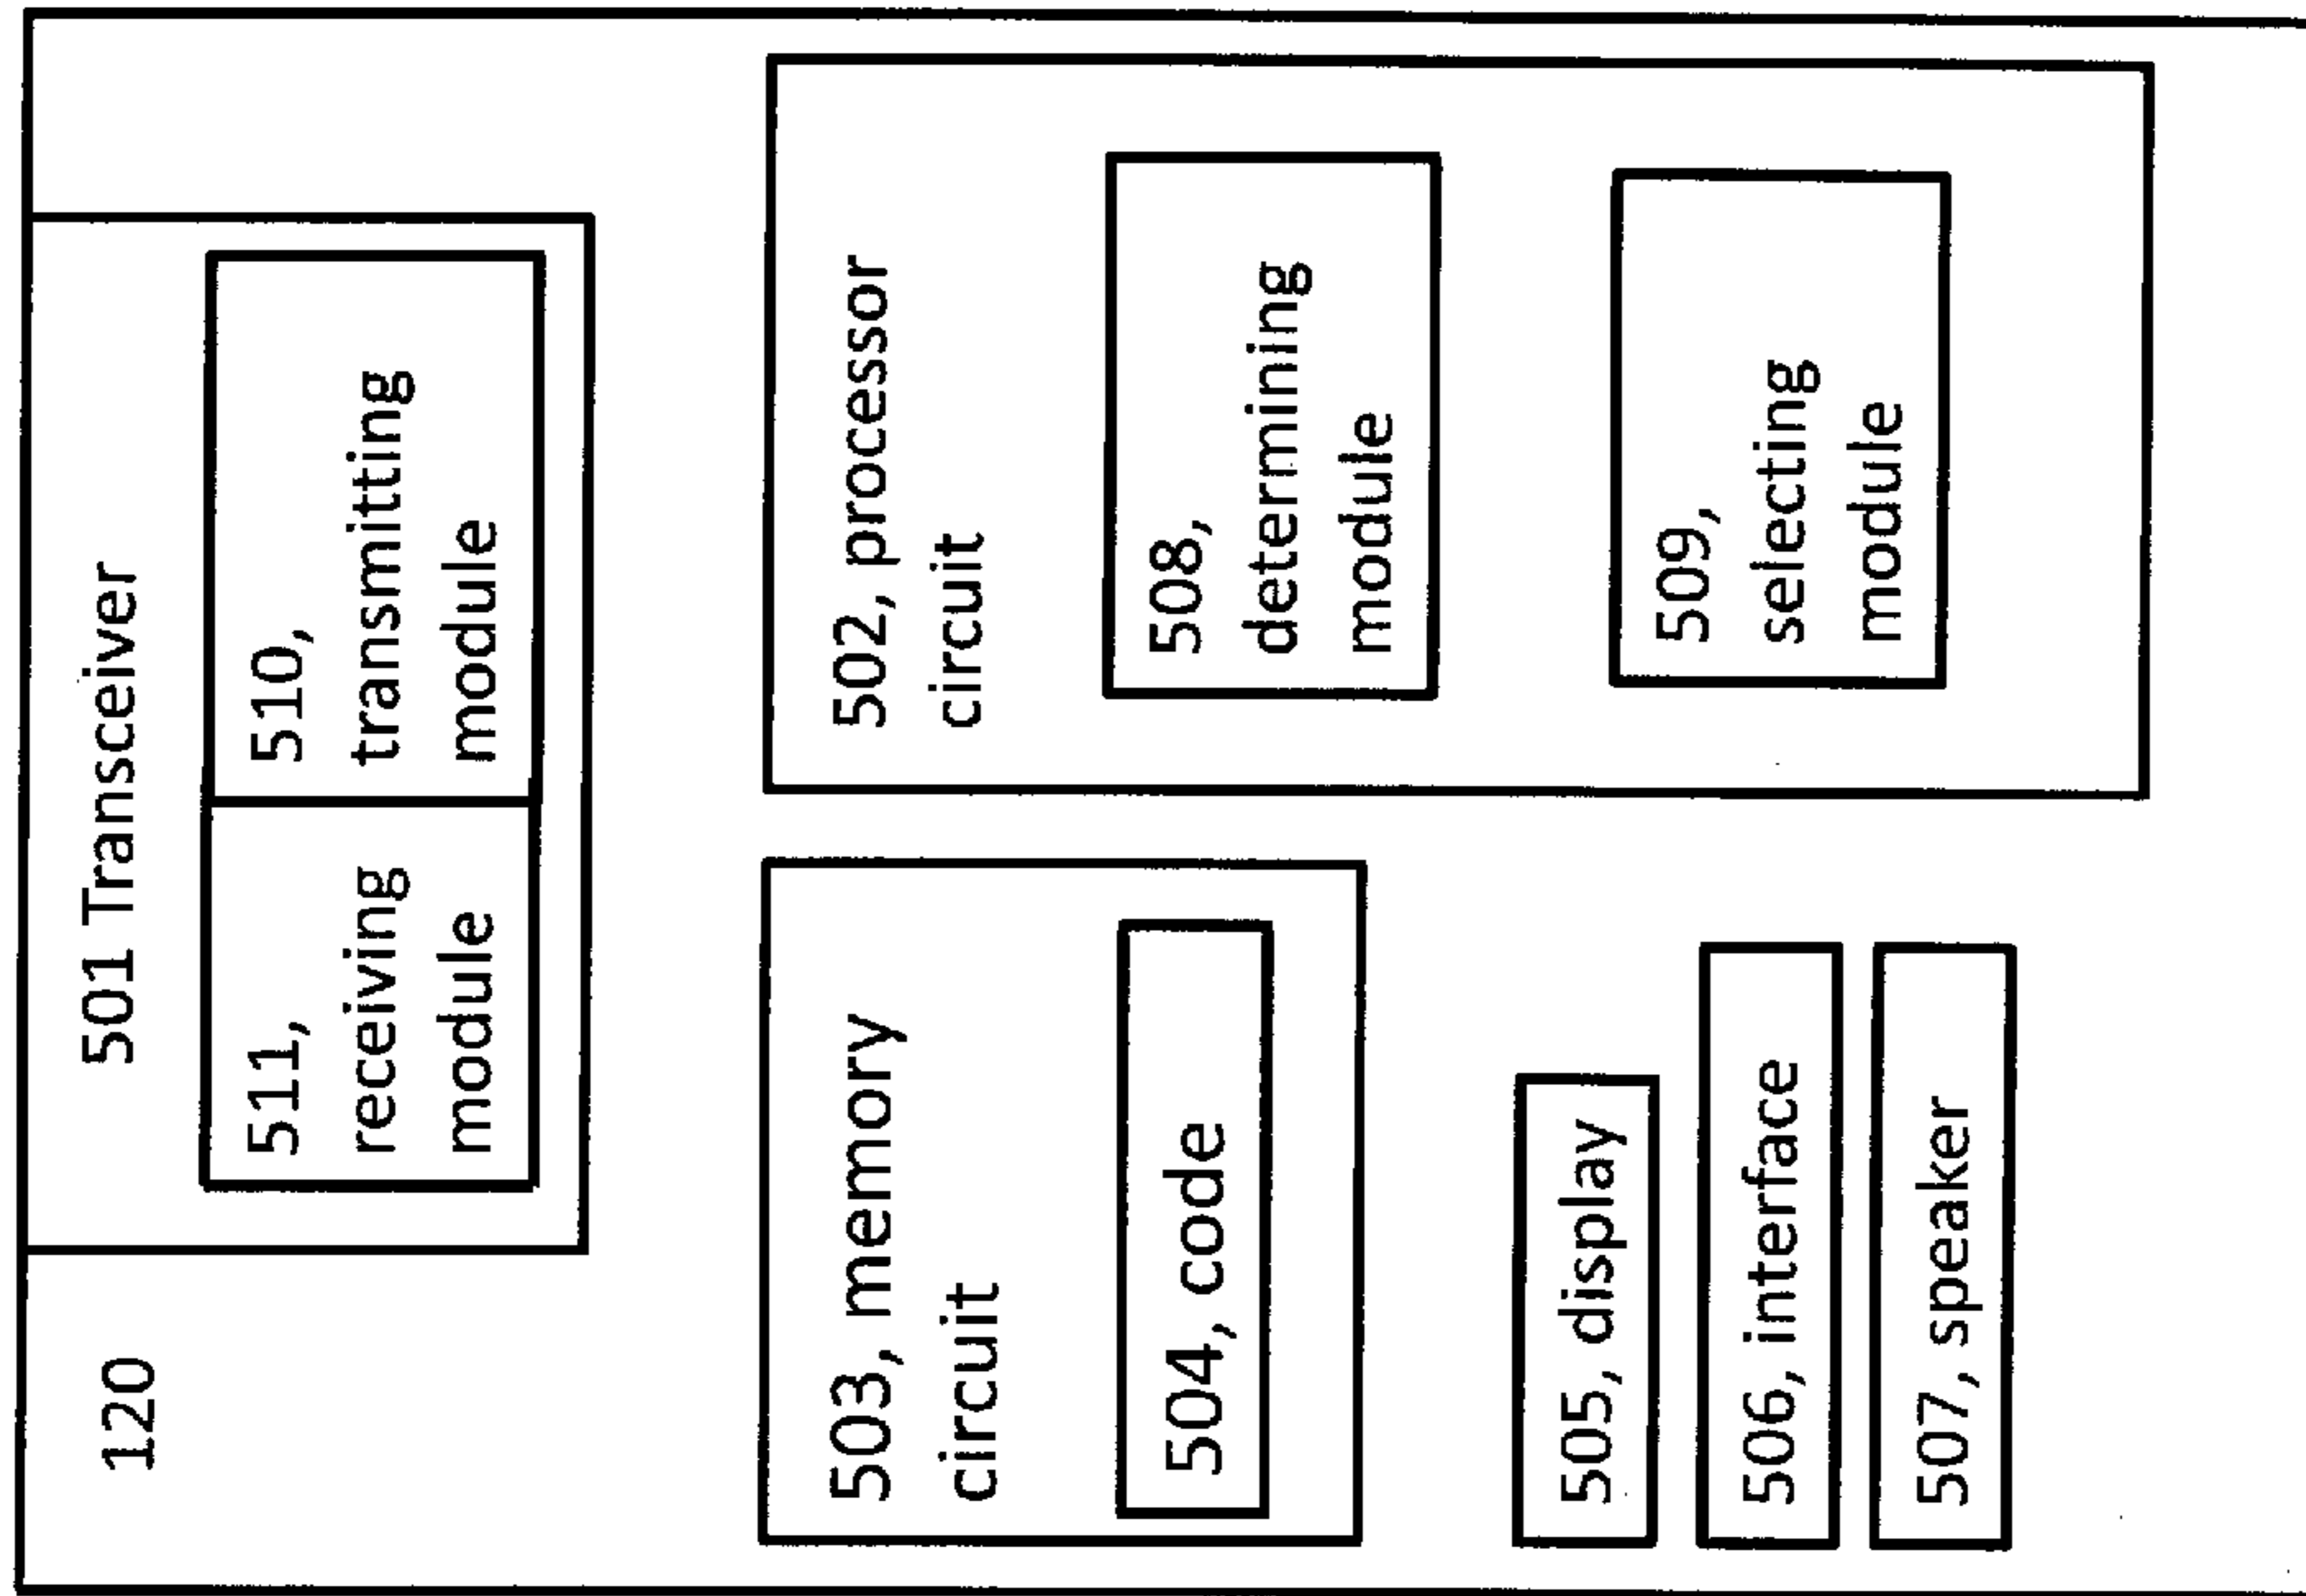 120
501 Transceiver
511,
receiving
module
510,
transmitting
module
503, memory
circuit
504, code
502, processor
circuit
508,
determining
module
509,
selecting
module
505, display
506, interface
507, speaker